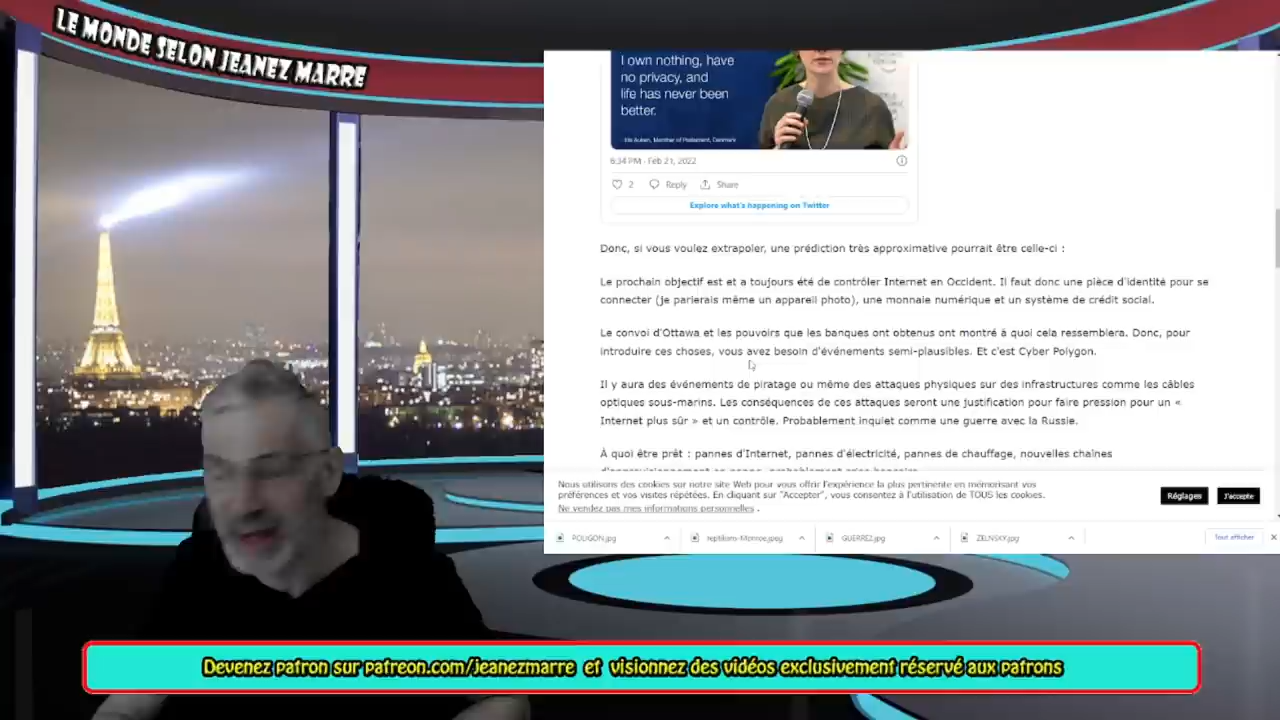 LE MONDE SELON JEANEZ MARRE
I own nothing, have
no privacy, and
life has never been
better.
Member of Parliament, Denmark
6:34 PM · Feb 21, 2022
2 Reply Share
Explore what's happening on Twitter
Donc, si vous voulez extrapoler, une prédiction très approximative pourrait être celle-ci :
Le prochain objectif est et a toujours été de contrôler Internet en Occident. Il faut donc une pièce d'identité pour se
connecter (je parierais même un appareil photo), une monnaie numérique et un système de crédit social.
Le convoi d'Ottawa et les pouvoirs que les banques ont obtenus ont montré à quoi cela ressemblera. Donc, pour
introduire ces choses, vous avez besoin d'événements semi-plausibles. Et c'est Cyber Polygon.
Il y aura des événements de piratage ou même des attaques physiques sur des infrastructures comme les câbles
optiques sous-marins. Les conséquences de ces attaques seront une justification pour faire pression pour un «
Internet plus sûr » et un contrôle. Probablement inquiet comme une guerre avec la Russie.
À quoi être prêt : pannes d'Internet, pannes d'électricité, pannes de chauffage, nouvelles chaînes
Nous utilisons des cookies sur notre site Web pour vous offrir l'expérience la plus pertinente en mémorisant vos
préférences et vos visites répétées. En cliquant sur "Accepter", vous consentez à l'utilisation de TOUS les cookies.
Ne vendez pas mes informations personnelles .
Réglages J'accepte
POLIGON.jpg
reptiliens-Monroe.jpeg
GUERRE2.jpg
ZELNSKY.jpg
Tout afficher
Devenez patron sur patreon.com/jeanezmarre et visionnez des vidéos exclusivement réservé aux patrons